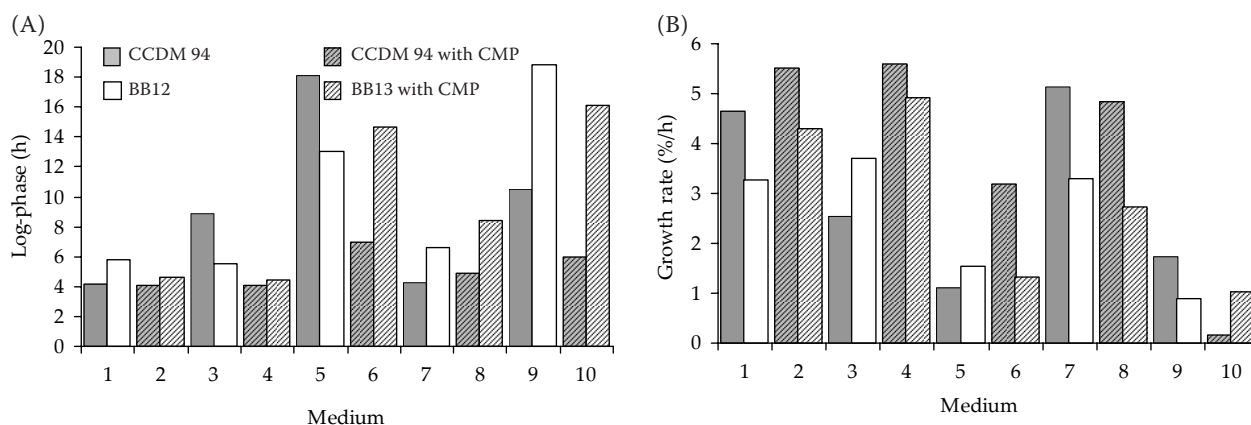 (A)
Log-phase (h)
20
18
16
14
12
10
8
6
4
2
0
CCDM 94
CCDM 94 with CMP
BB12
BB13 with CMP
1 2 3 4 5 6 7 8 9 10
Medium
(B)
Growth rate (%/h)
6
5
4
3
2
1
0
1 2 3 4 5 6 7 8 9 10
Medium